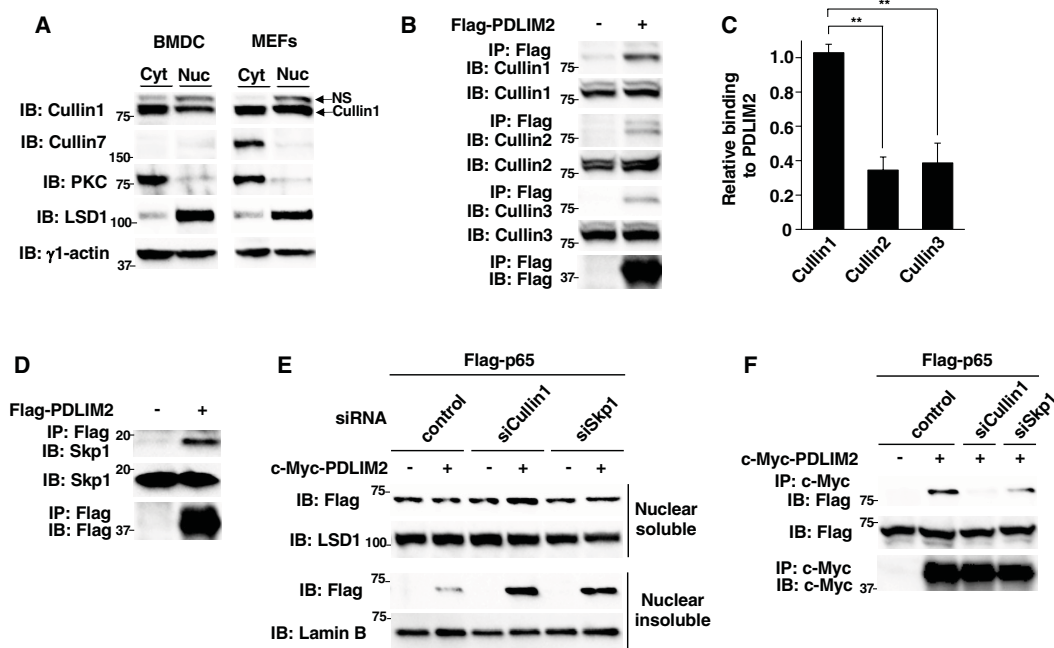 A
BMDC
MEFs
Cyt Nuc Cyt Nuc
NS
IB: Cullin1
Cullin1
75-
IB: Cullin7
150-
IB: PKC
75-
IB: LSD1
100-
IB: γ1-actin
37-
B
Flag-PDLIM2 - +
IP: Flag
IB: Cullin1
75-
IB: Cullin1
75-
IP: Flag
IB: Cullin2
75-
IB: Cullin2
75-
IP: Flag
IB: Cullin3
75-
IB: Cullin3
75-
IP: Flag
IB: Flag
37-
C
**
**
Relative binding
to PDLIM2
1.0
0.8
0.6
0.4
0.2
0
Cullin1
Cullin2
Cullin3
D
Flag-PDLIM2 - +
IP: Flag
IB: Skp1
20-
IB: Skp1
20-
IP: Flag
IB: Flag
37-
E
Flag-p65
siRNA
control
siCullin1
siSkp1
c-Myc-PDLIM2 - + - + - +
IB: Flag
75-
IB: LSD1
100-
Nuclear
soluble
IB: Flag
75-
IB: Lamin B
75-
Nuclear
insoluble
F
Flag-p65
control
siCullin1
siSkp1
c-Myc-PDLIM2 - + + +
IP: c-Myc
IB: Flag
75-
IB: Flag
75-
IP: c-Myc
IB: c-Myc
37-